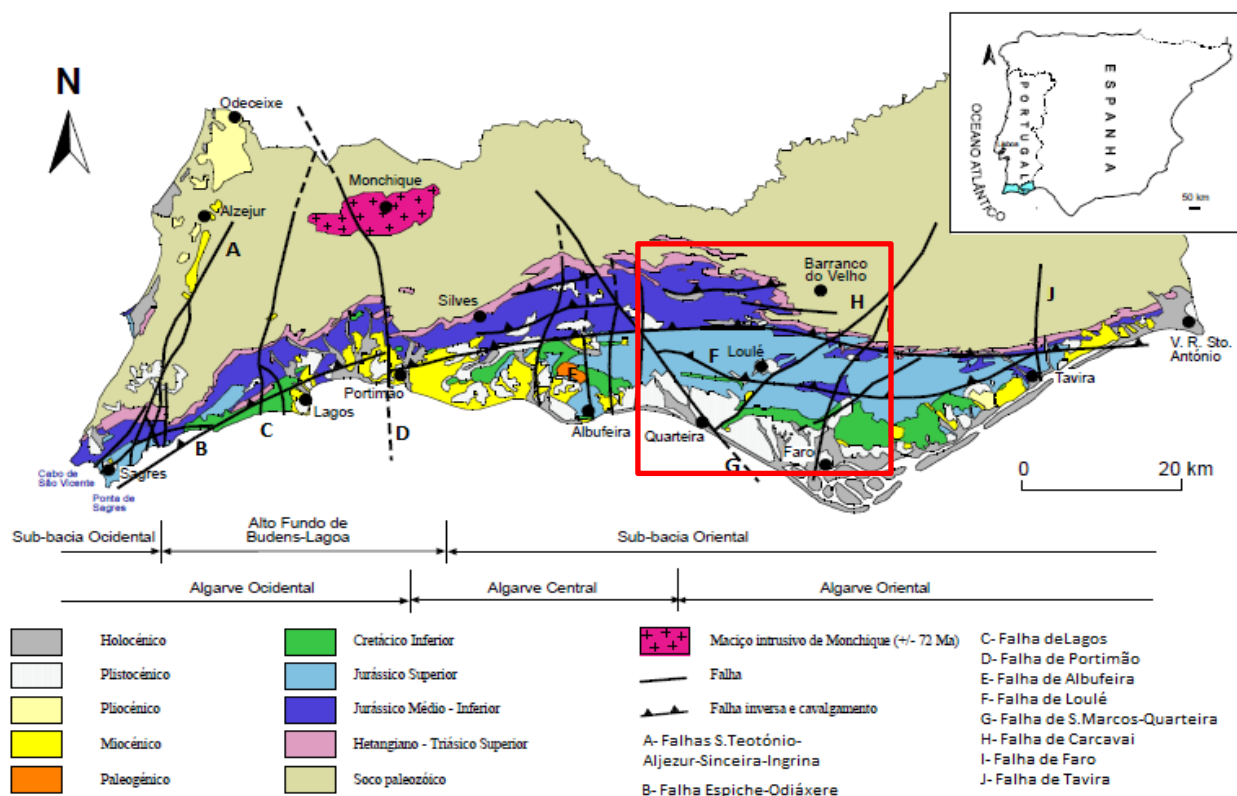 N
Odeceixe
Monchique
Alzejur
A
Silves
Barranco
do Velho
H
J
V. R. Sto.
António
F
Loulé
E
Tavira
Portimão
Lagos
C
D
Albufeira
Quarteira
Faro
G
B
Sagres
Cabo de
São Vicente
Ponta de
Sagres
0 20 km
OCEANO ATLÂNTICO
PORTUGAL
ESPANHA
Lisboa
50 km
Sub-bacia Ocidental
Alto Fundo de
Budens-Lagoa
Sub-bacia Oriental
Algarve Ocidental
Algarve Central
Algarve Oriental
Holocénico
Plistocénico
Pliocénico
Miocénico
Paleogénico
Cretácico Inferior
Jurássico Superior
Jurássico Médio - Inferior
Hetangiano - Triásico Superior
Soco paleozóico
Maciço intrusivo de Monchique (+/- 72 Ma)
Falha
Falha inversa e cavalgamento
A- Falhas S.Teotónio-
Aljezur-Sinceira-Ingrina
B- Falha Espiche-Odiáxere
C- Falha deLagos
D- Falha de Portimão
E- Falha de Albufeira
F- Falha de Loulé
G- Falha de S.Marcos-Quarteira
H- Falha de Carcavai
I- Falha de Faro
J- Falha de Tavira